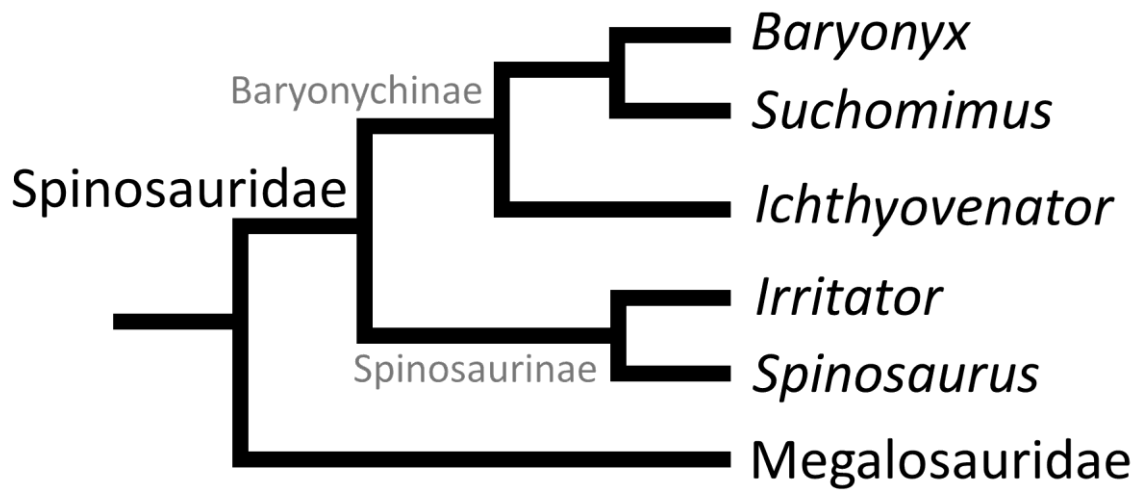 Baryonyx
Baryonychinae
Suchomimus
Spinosauridae
Ichthyovenator
Irritator
Spinosaurinae
Spinosaurus
Megalosauridae